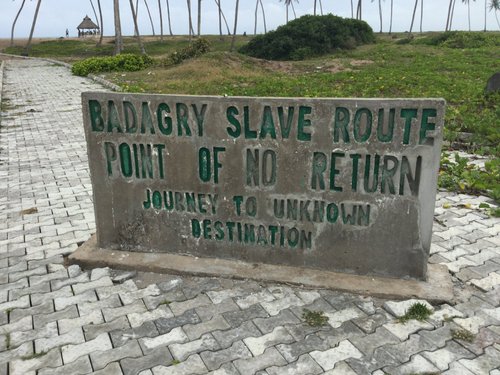 BADAGRY SLAVE ROUTE
POINT OF NO RETURN
JOURNEY TO UNKNOWN
DESTINATION